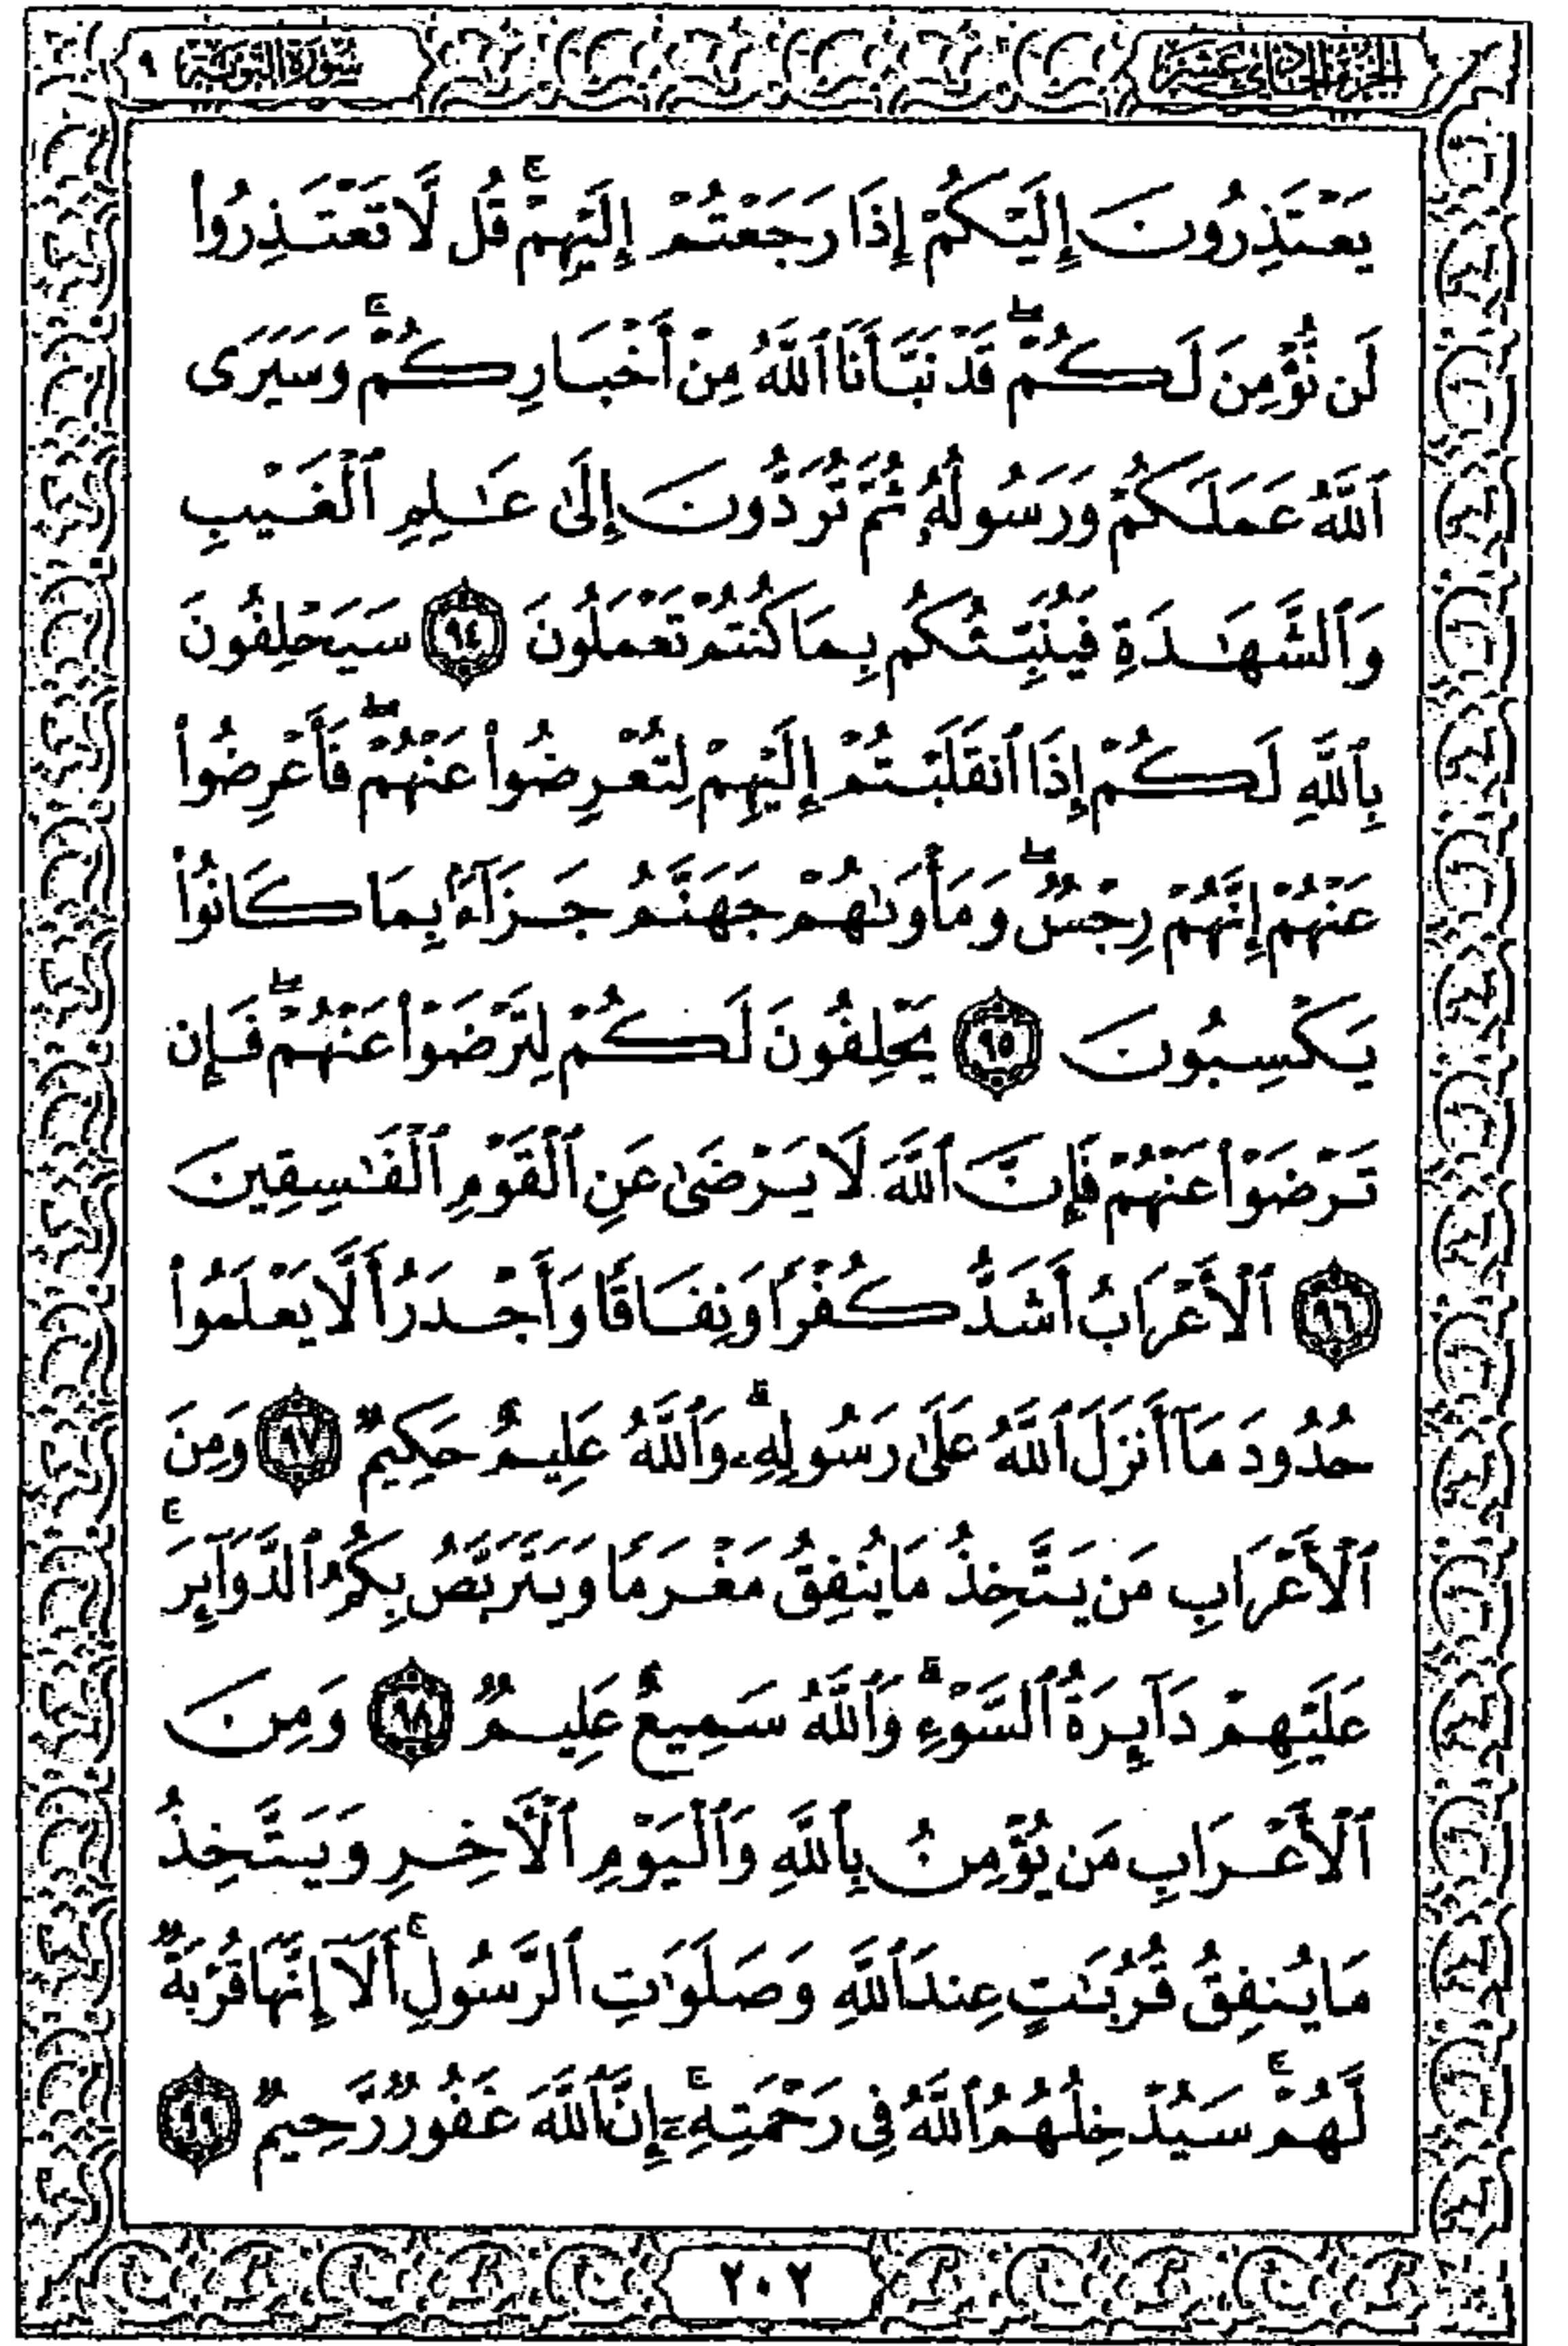 الجزء الحادي عشر
سورة التوبة ٩
يَعْتَذِرُونَ إِلَيْكُمْ إِذَا رَجَعْتُمْ إِلَيْهِمْ ۚ قُل لَّا تَعْتَذِرُوا۟
لَن نُّؤْمِنَ لَكُمْ ۖ قَدْ نَبَّأَنَا ٱللَّهُ مِنْ أَخْبَارِكُمْ ۚ وَسَيَرَى
ٱللَّهُ عَمَلَكُمْ وَرَسُولُهُۥ ثُمَّ تُرَدُّونَ إِلَىٰ عَـٰلِمِ ٱلْغَيْبِ
وَٱلشَّهَـٰدَةِ فَيُنَبِّئُكُم بِمَا كُنتُمْ تَعْمَلُونَ ٩٤ سَيَحْلِفُونَ
بِٱللَّهِ لَكُمْ إِذَا ٱنقَلَبْتُمْ إِلَيْهِمْ لِتُعْرِضُوا۟ عَنْهُمْ ۖ فَأَعْرِضُوا۟
عَنْهُمْ إِنَّهُمْ رِجْسٌ ۖ وَمَأْوَىٰهُمْ جَهَنَّمُ جَزَآءًۢ بِمَا كَانُوا۟
يَكْسِبُونَ ٩٥ يَحْلِفُونَ لَكُمْ لِتَرْضَوْا۟ عَنْهُمْ ۖ فَإِن
تَرْضَوْا۟ عَنْهُمْ فَإِنَّ ٱللَّهَ لَا يَرْضَىٰ عَنِ ٱلْقَوْمِ ٱلْفَـٰسِقِينَ
٩٦ ٱلْأَعْرَابُ أَشَدُّ كُفْرًا وَنِفَاقًا وَأَجْدَرُ أَلَّا يَعْلَمُوا۟
حُدُودَ مَآ أَنزَلَ ٱللَّهُ عَلَىٰ رَسُولِهِۦ ۗ وَٱللَّهُ عَلِيمٌ حَكِيمٌ ٩٧ وَمِنَ
ٱلْأَعْرَابِ مَن يَتَّخِذُ مَا يُنفِقُ مَغْرَمًا وَيَتَرَبَّصُ بِكُمُ ٱلدَّوَآئِرَ ۚ
عَلَيْهِمْ دَآئِرَةُ ٱلسَّوْءِ ۗ وَٱللَّهُ سَمِيعٌ عَلِيمٌ ٩٨ وَمِنَ
ٱلْأَعْرَابِ مَن يُؤْمِنُ بِٱللَّهِ وَٱلْيَوْمِ ٱلْـَٔاخِرِ وَيَتَّخِذُ
مَا يُنفِقُ قُرُبَـٰتٍ عِندَ ٱللَّهِ وَصَلَوَٰتِ ٱلرَّسُولِ ۚ أَلَآ إِنَّهَا قُرْبَةٌ
لَّهُمْ ۚ سَيُدْخِلُهُمُ ٱللَّهُ فِى رَحْمَتِهِۦٓ ۚ إِنَّ ٱللَّهَ غَفُورٌ رَّحِيمٌ ٩٩
٢٠٢